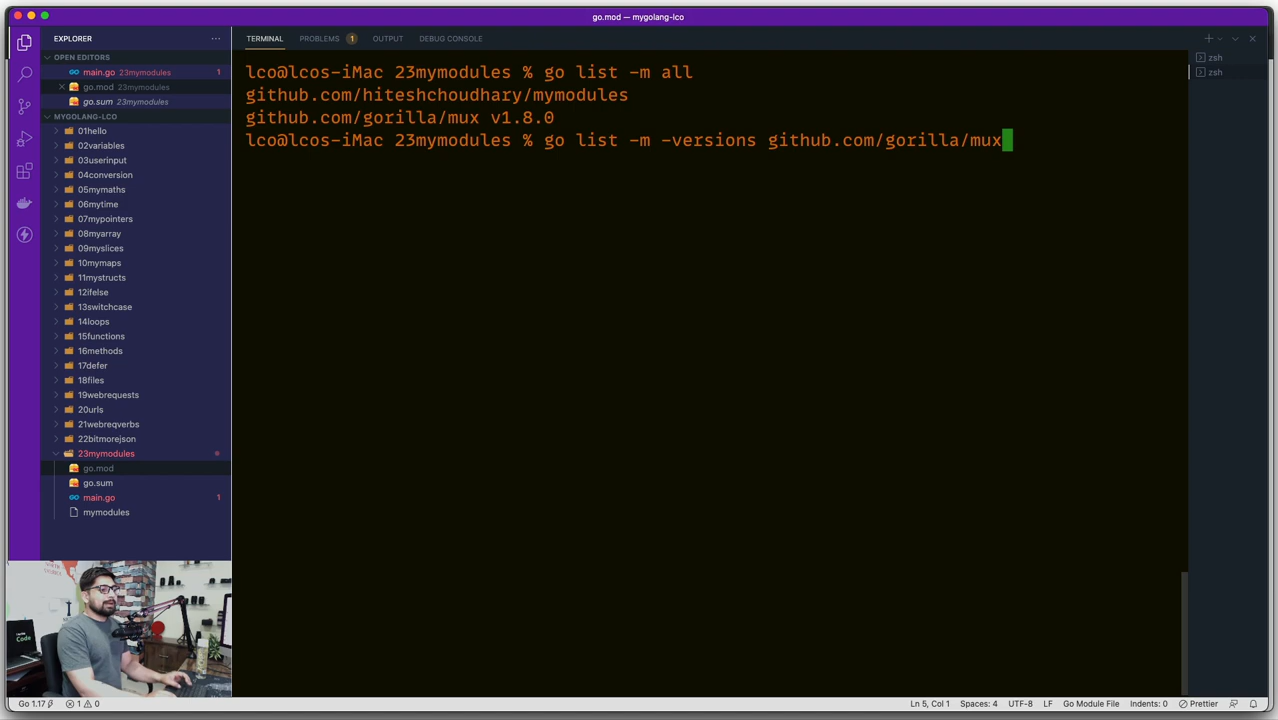 go.mod — mygolang-lco
EXPLORER
TERMINAL PROBLEMS 1 OUTPUT DEBUG CONSOLE
OPEN EDITORS
main.go 23mymodules 1
go.mod 23mymodules
go.sum 23mymodules
MYGOLANG-LCO
01hello
02variables
03userinput
04conversion
05mymaths
06mytime
07mypointers
08myarray
09myslices
10mymaps
11mystructs
12ifelse
13switchcase
14loops
15functions
16methods
17defer
18files
19webrequests
20urls
21webreqverbs
22bitmorejson
23mymodules
go.mod
go.sum
main.go 1
mymodules
lco@lcos-iMac 23mymodules % go list -m all
github.com/hiteshchoudhary/mymodules
github.com/gorilla/mux v1.8.0
lco@lcos-iMac 23mymodules % go list -m -versions github.com/gorilla/mux
zsh
zsh
Go 1.17 1 0 Ln 5, Col 1 Spaces: 4 UTF-8 LF Go Module File Indents: 0 Prettier